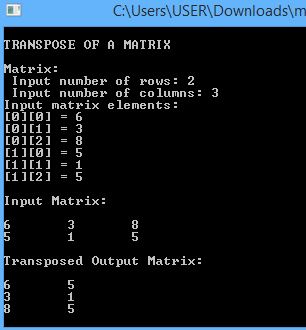 C:\Users\USER\Downloads\m
TRANSPOSE OF A MATRIX
Matrix:
Input number of rows: 2
Input number of columns: 3
Input matrix elements:
[0][0] = 6
[0][1] = 3
[0][2] = 8
[1][0] = 5
[1][1] = 1
[1][2] = 5
Input Matrix:
6 3 8
5 1 5
Transposed Output Matrix:
6 5
3 1
8 5